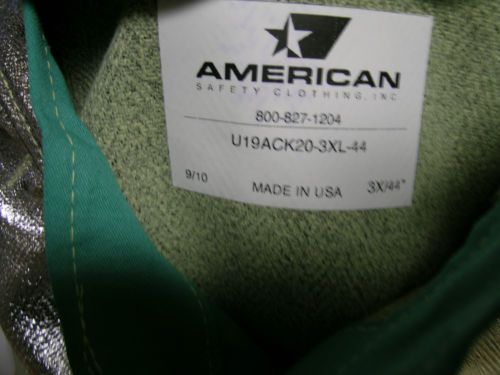 AMERICAN
SAFETY CLOTHING, INC
800-827-1204
U19ACK20-3XL-44
9/10 MADE IN USA 3X/44"